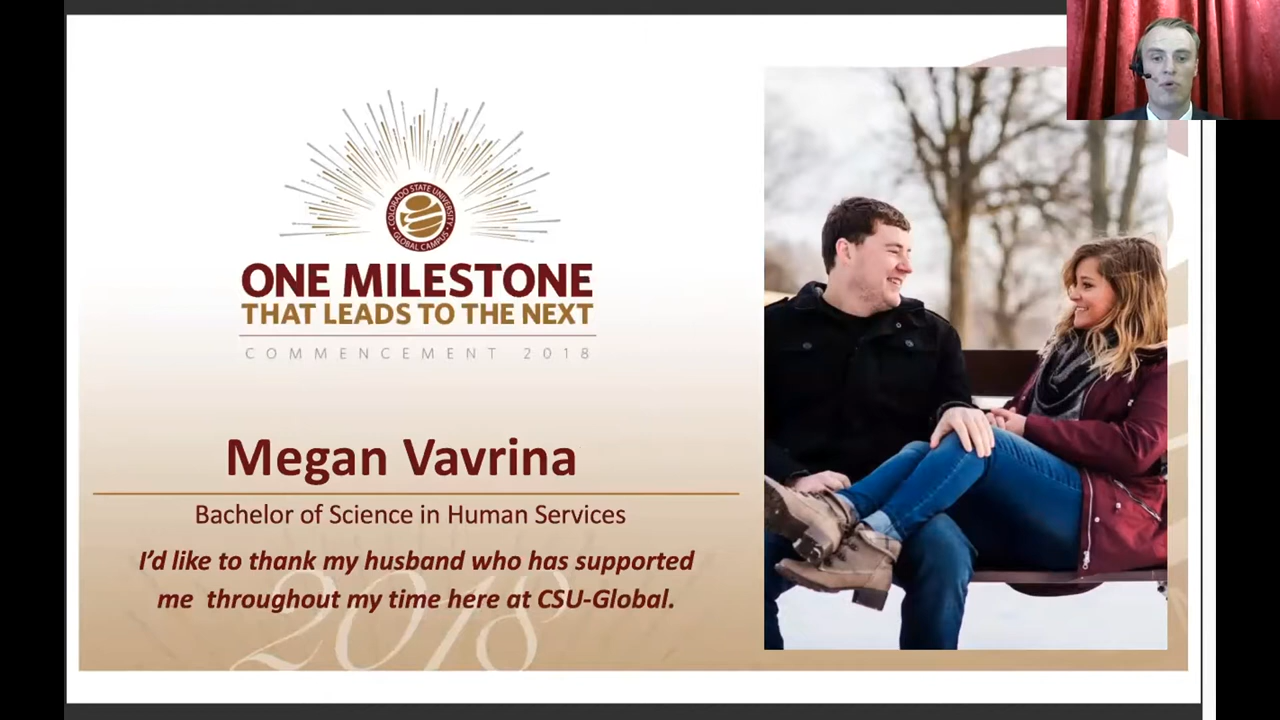 COLORADO STATE UNIVERSITY
GLOBAL CAMPUS
ONE MILESTONE
THAT LEADS TO THE NEXT
COMMENCEMENT 2018
Megan Vavrina
Bachelor of Science in Human Services
I'd like to thank my husband who has supported
me throughout my time here at CSU-Global.
2018